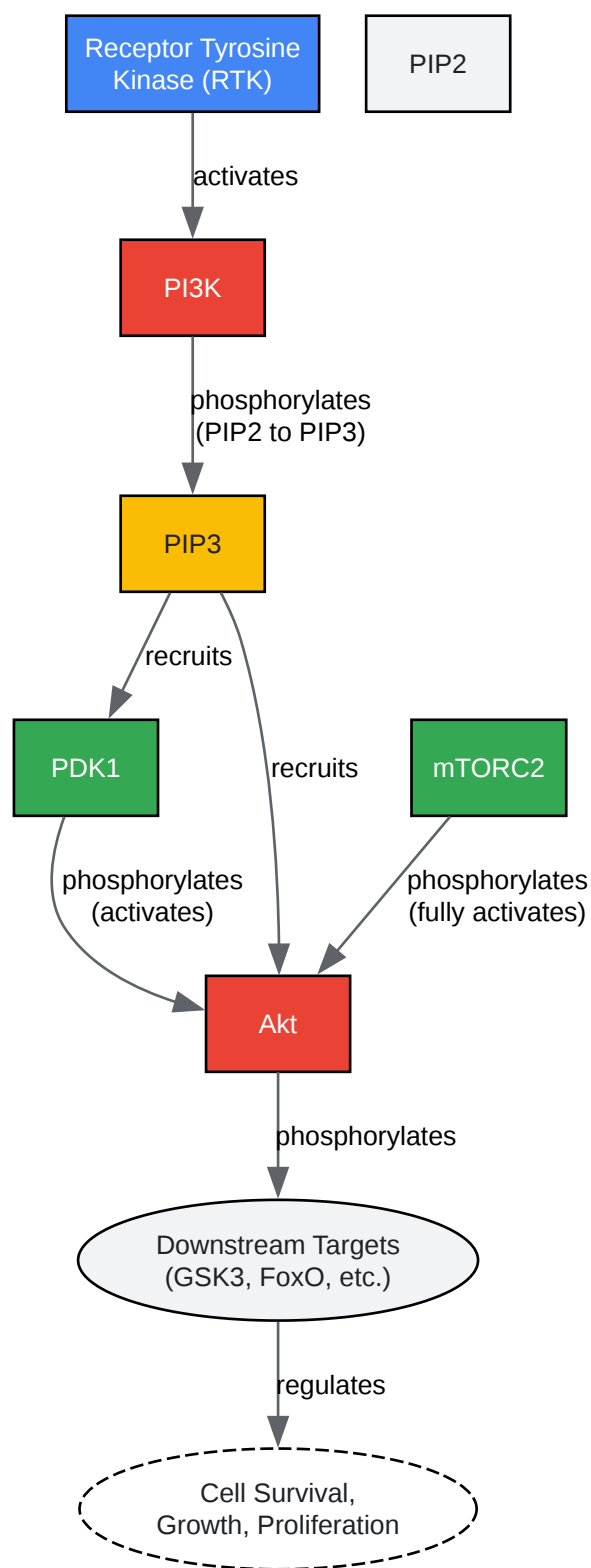 Receptor Tyrosine
Kinase (RTK)
PIP2
activates
PI3K
phosphorylates
(PIP2 to PIP3)
PIP3
recruits
PDK1
recruits
mTORC2
phosphorylates
(activates)
phosphorylates
(fully activates)
Akt
phosphorylates
Downstream Targets
(GSK3, FoxO, etc.)
regulates
Cell Survival,
Growth, Proliferation